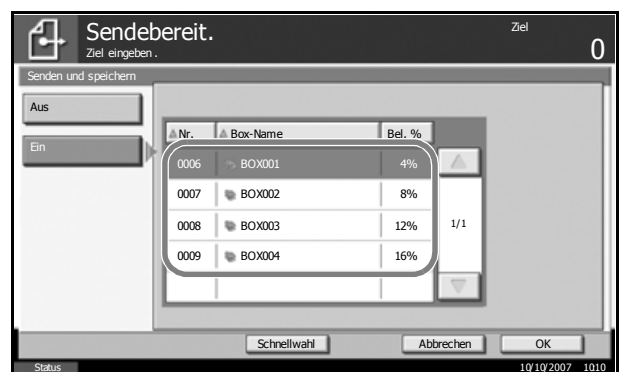 Sendebereit.
Ziel eingeben.
Ziel
0
Senden und speichern
Aus
Ein
Nr. Box-Name Bel. %
0006 BOX001 4%
0007 BOX002 8%
0008 BOX003 12%
0009 BOX004 16%
1/1
Schnellwahl Abbrechen OK
Status 10/10/2007 1010